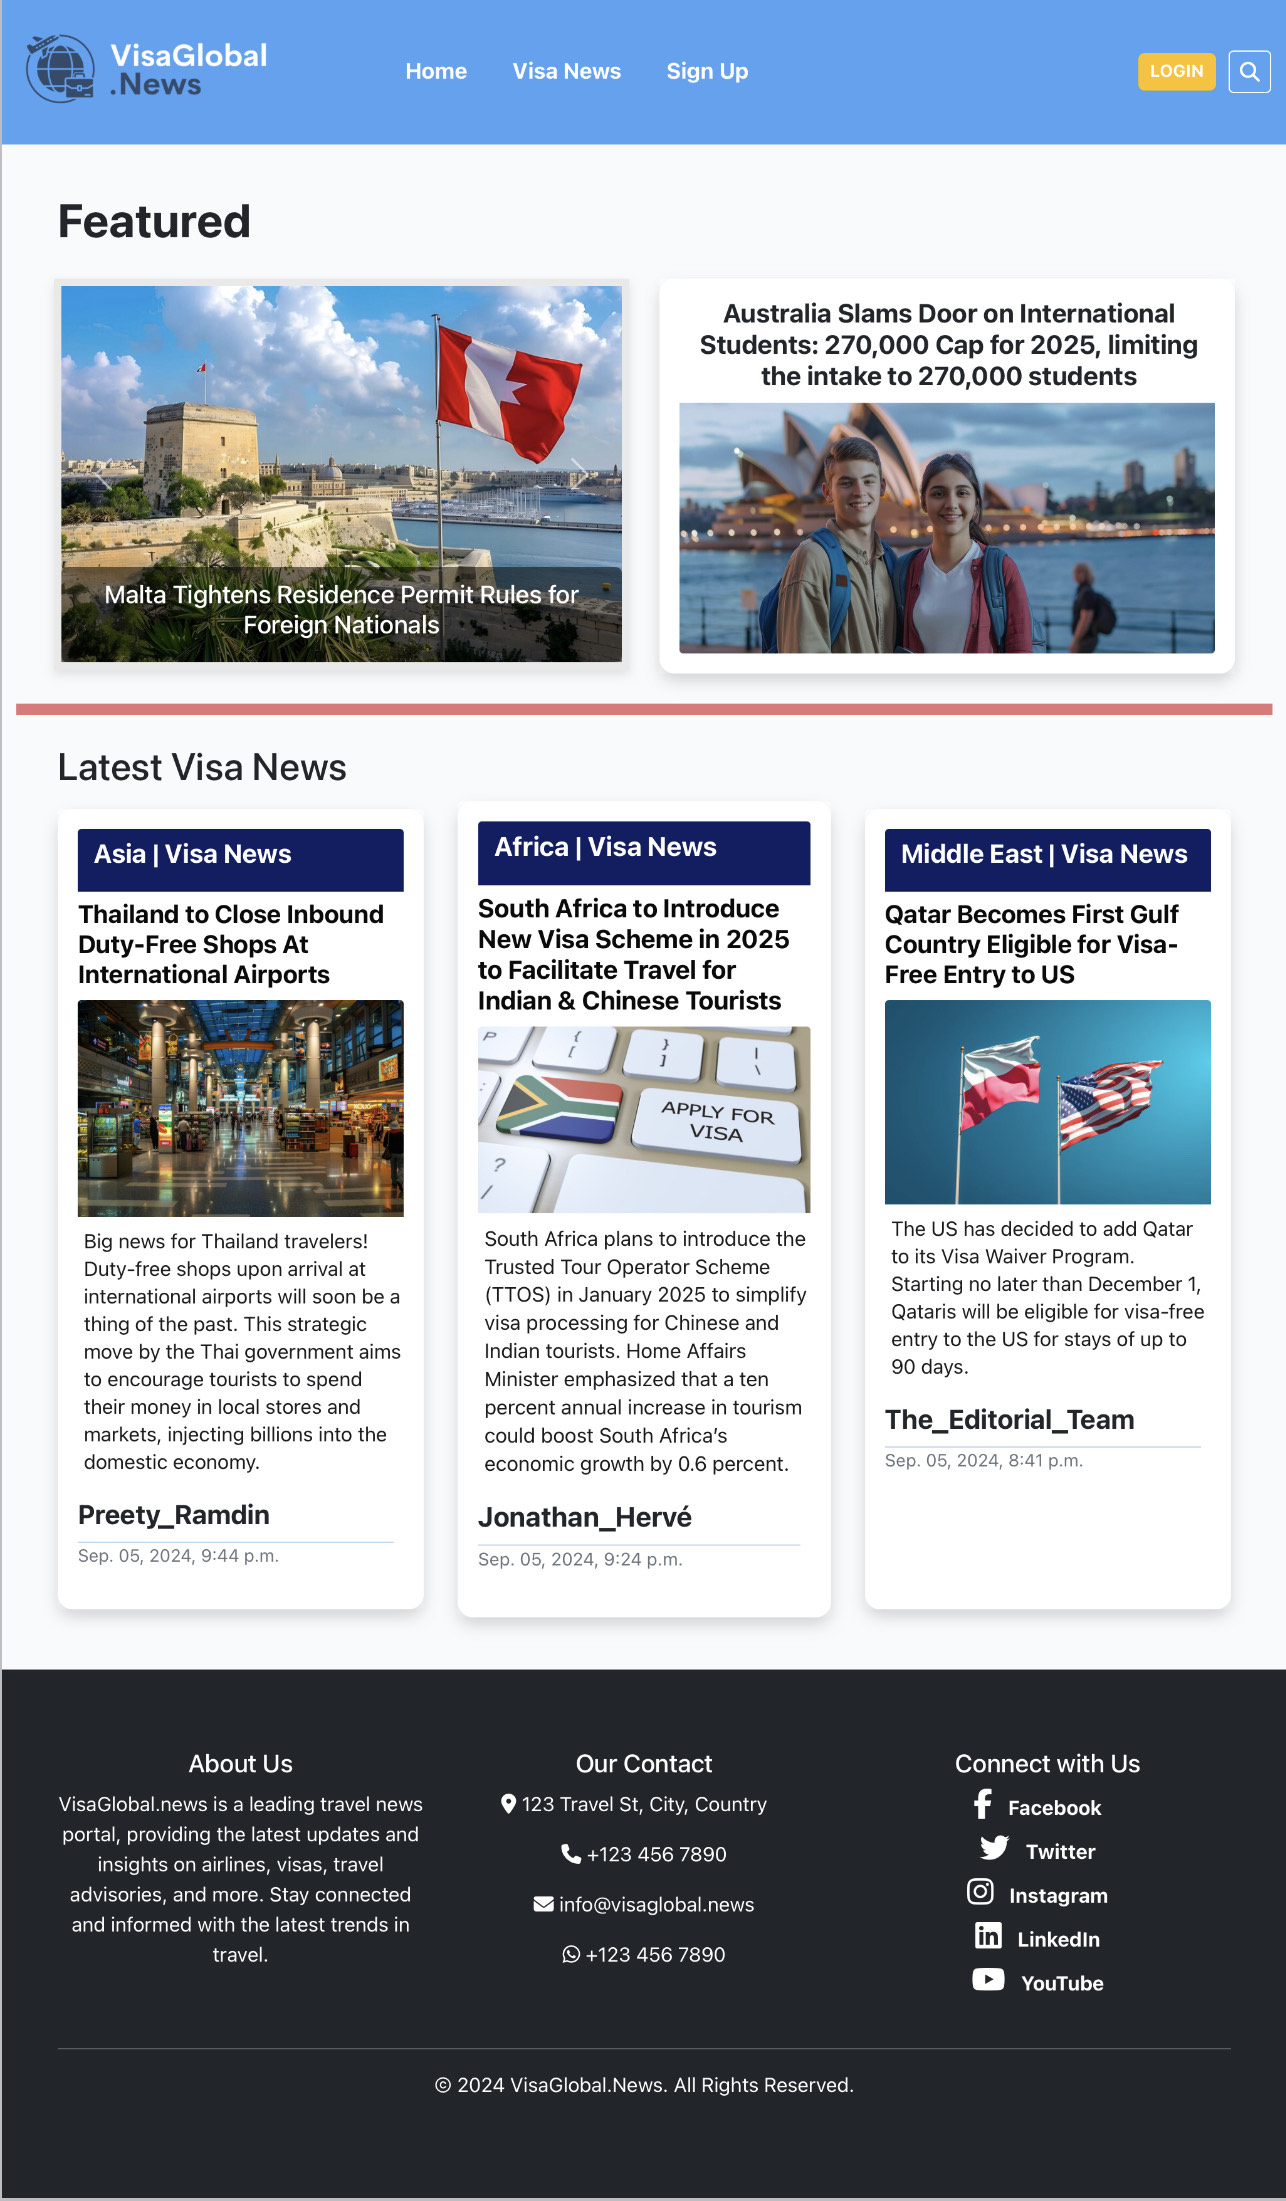 VisaGlobal
.News
Home
Visa News
Sign Up
LOGIN
Featured
Malta Tightens Residence Permit Rules for
Foreign Nationals
Australia Slams Door on International
Students: 270,000 Cap for 2025, limiting
the intake to 270,000 students
Latest Visa News
Asia | Visa News
Thailand to Close Inbound
Duty-Free Shops At
International Airports
Big news for Thailand travelers!
Duty-free shops upon arrival at
international airports will soon be a
thing of the past. This strategic
move by the Thai government aims
to encourage tourists to spend
their money in local stores and
markets, injecting billions into the
domestic economy.
Preety_Ramdin
Sep. 05, 2024, 9:44 p.m.
Africa | Visa News
South Africa to Introduce
New Visa Scheme in 2025
to Facilitate Travel for
Indian & Chinese Tourists
P
{
[
}
]
|
\
APPLY FOR
VISA
?
/
South Africa plans to introduce the
Trusted Tour Operator Scheme
(TTOS) in January 2025 to simplify
visa processing for Chinese and
Indian tourists. Home Affairs
Minister emphasized that a ten
percent annual increase in tourism
could boost South Africa's
economic growth by 0.6 percent.
Jonathan_Hervé
Sep. 05, 2024, 9:24 p.m.
Middle East | Visa News
Qatar Becomes First Gulf
Country Eligible for Visa-
Free Entry to US
The US has decided to add Qatar
to its Visa Waiver Program.
Starting no later than December 1,
Qataris will be eligible for visa-free
entry to the US for stays of up to
90 days.
The_Editorial_Team
Sep. 05, 2024, 8:41 p.m.
About Us
VisaGlobal.news is a leading travel news
portal, providing the latest updates and
insights on airlines, visas, travel
advisories, and more. Stay connected
and informed with the latest trends in
travel.
Our Contact
123 Travel St, City, Country
+123 456 7890
info@visaglobal.news
+123 456 7890
Connect with Us
Facebook
Twitter
Instagram
LinkedIn
YouTube
© 2024 VisaGlobal.News. All Rights Reserved.